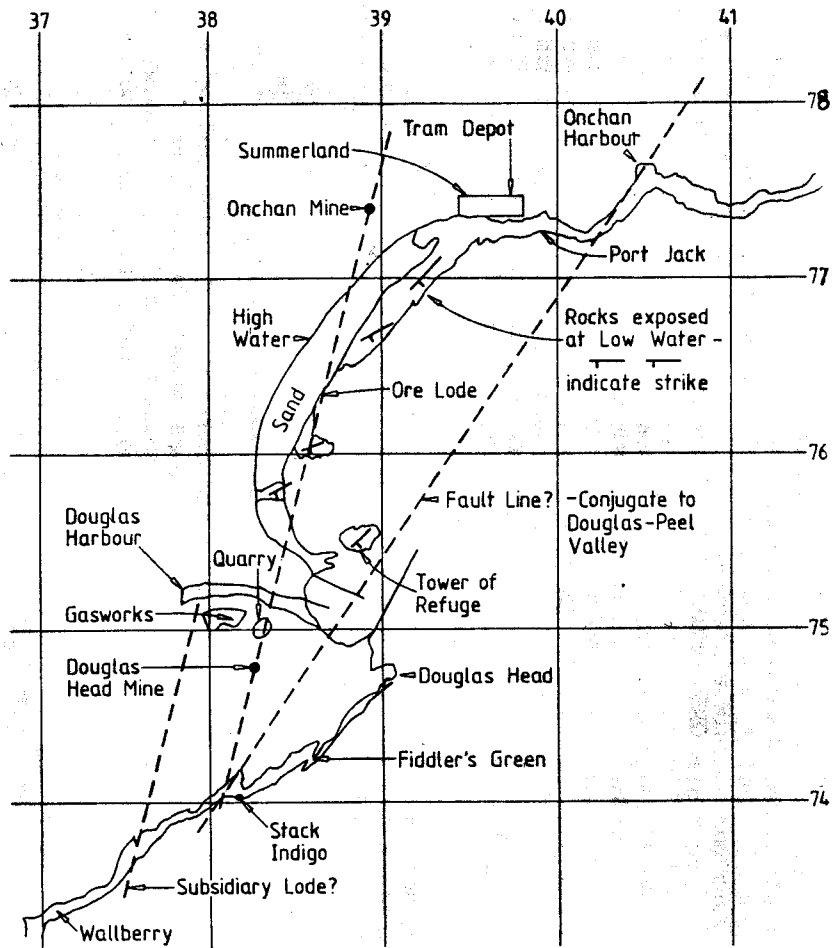 37
38
39
40
41
78
Onchan
Harbour
Tram Depot
Summerland
Onchan Mine
Port Jack
77
High
Water
Rocks exposed
at Low Water -
indicate strike
Ore Lode
Sand
76
Fault Line? -Conjugate to
Douglas-Peel
Valley
Douglas
Harbour
Quarry
Tower of
Refuge
Gasworks
75
Douglas
Head Mine
Douglas Head
Fiddler's Green
74
Stack
Indigo
Subsidiary Lode?
Wallberry